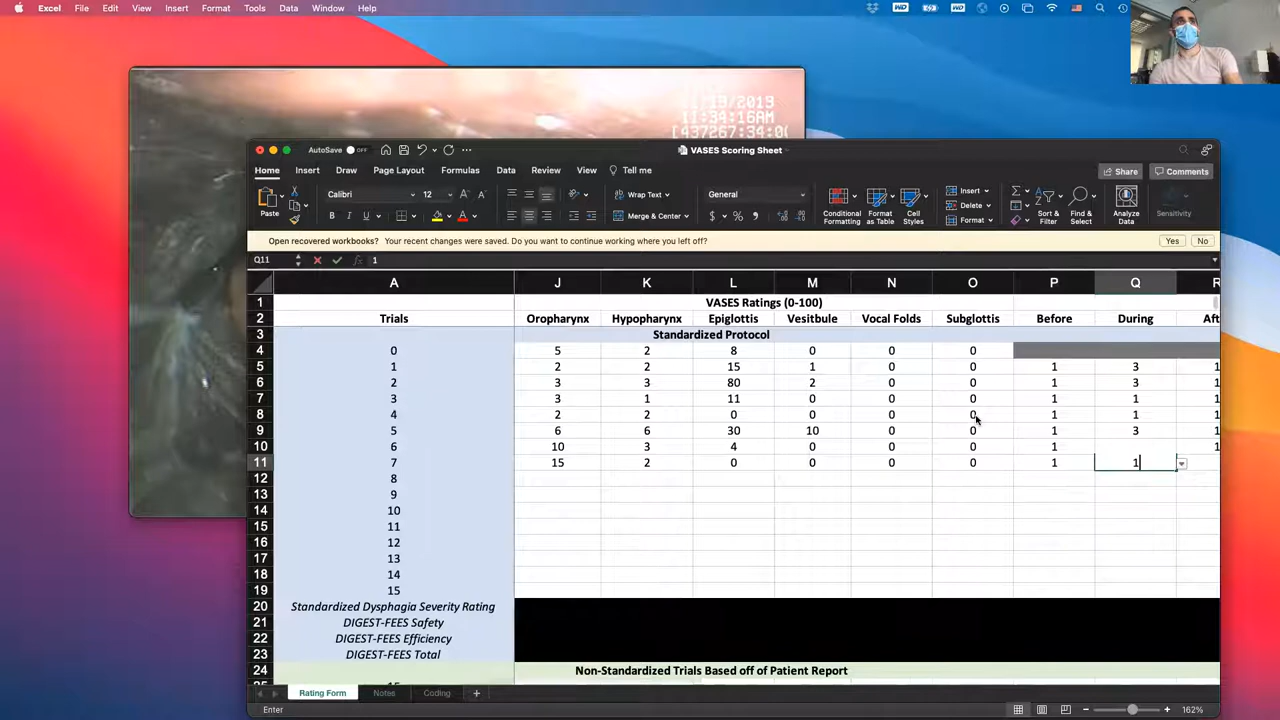 Excel File Edit View Insert Format Tools Data Window Help
11:34:16AM
AutoSave OFF
VASES Scoring Sheet
Home Insert Draw Page Layout Formulas Data Review View Tell me
Share Comments
Paste
Calibri 12
B I U
Wrap Text
Merge & Center
General
$ %
Conditional Formatting
Format as Table
Cell Styles
Insert
Delete
Format
Sort & Filter
Find & Select
Analyze Data
Sensitivity
Open recovered workbooks? Your recent changes were saved. Do you want to continue working where you left off? Yes No
Q11 fx 1
A J K L M N O P Q R
1 VASES Ratings (0-100)
2 Trials Oropharynx Hypopharynx Epiglottis Vesitbule Vocal Folds Subglottis Before During Aft
3 Standardized Protocol
4 0 5 2 8 0 0 0
5 1 2 2 15 1 0 0 1 3 1
6 2 3 3 80 2 0 0 1 3 1
7 3 3 1 11 0 0 0 1 1 1
8 4 2 2 0 0 0 0 1 1 1
9 5 6 6 30 10 0 0 1 3 1
10 6 10 3 4 0 0 0 1 1
11 7 15 2 0 0 0 0 1 1
12 8
13 9
14 10
15 11
16 12
17 13
18 14
19 15
20 Standardized Dysphagia Severity Rating
21 DIGEST-FEES Safety
22 DIGEST-FEES Efficiency
23 DIGEST-FEES Total
24 Non-Standardized Trials Based off of Patient Report
Rating Form Notes Coding +
Enter 162%